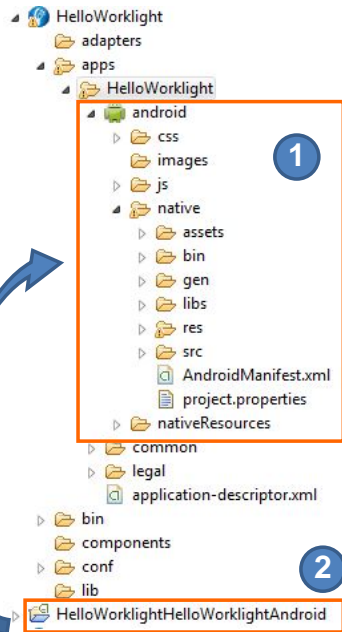 HelloWorklight
adapters
apps
HelloWorklight
android
css
images
1
js
native
assets
bin
gen
libs
res
src
AndroidManifest.xml
project.properties
nativeResources
common
legal
application-descriptor.xml
bin
components
conf
2
lib
HelloWorklightHelloWorklightAndroid